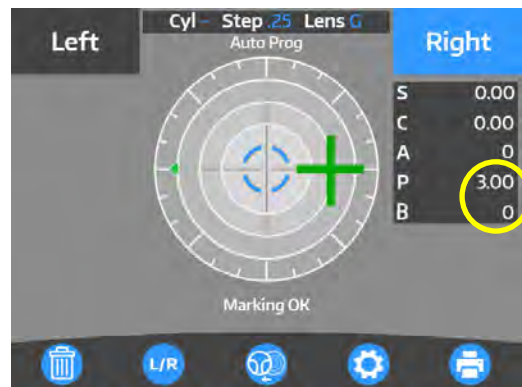 Cyl - Step .25 Lens G
Left
Auto Prog
Right
S 0.00
C 0.00
A 0
P 3.00
B 0
Marking OK
L/R